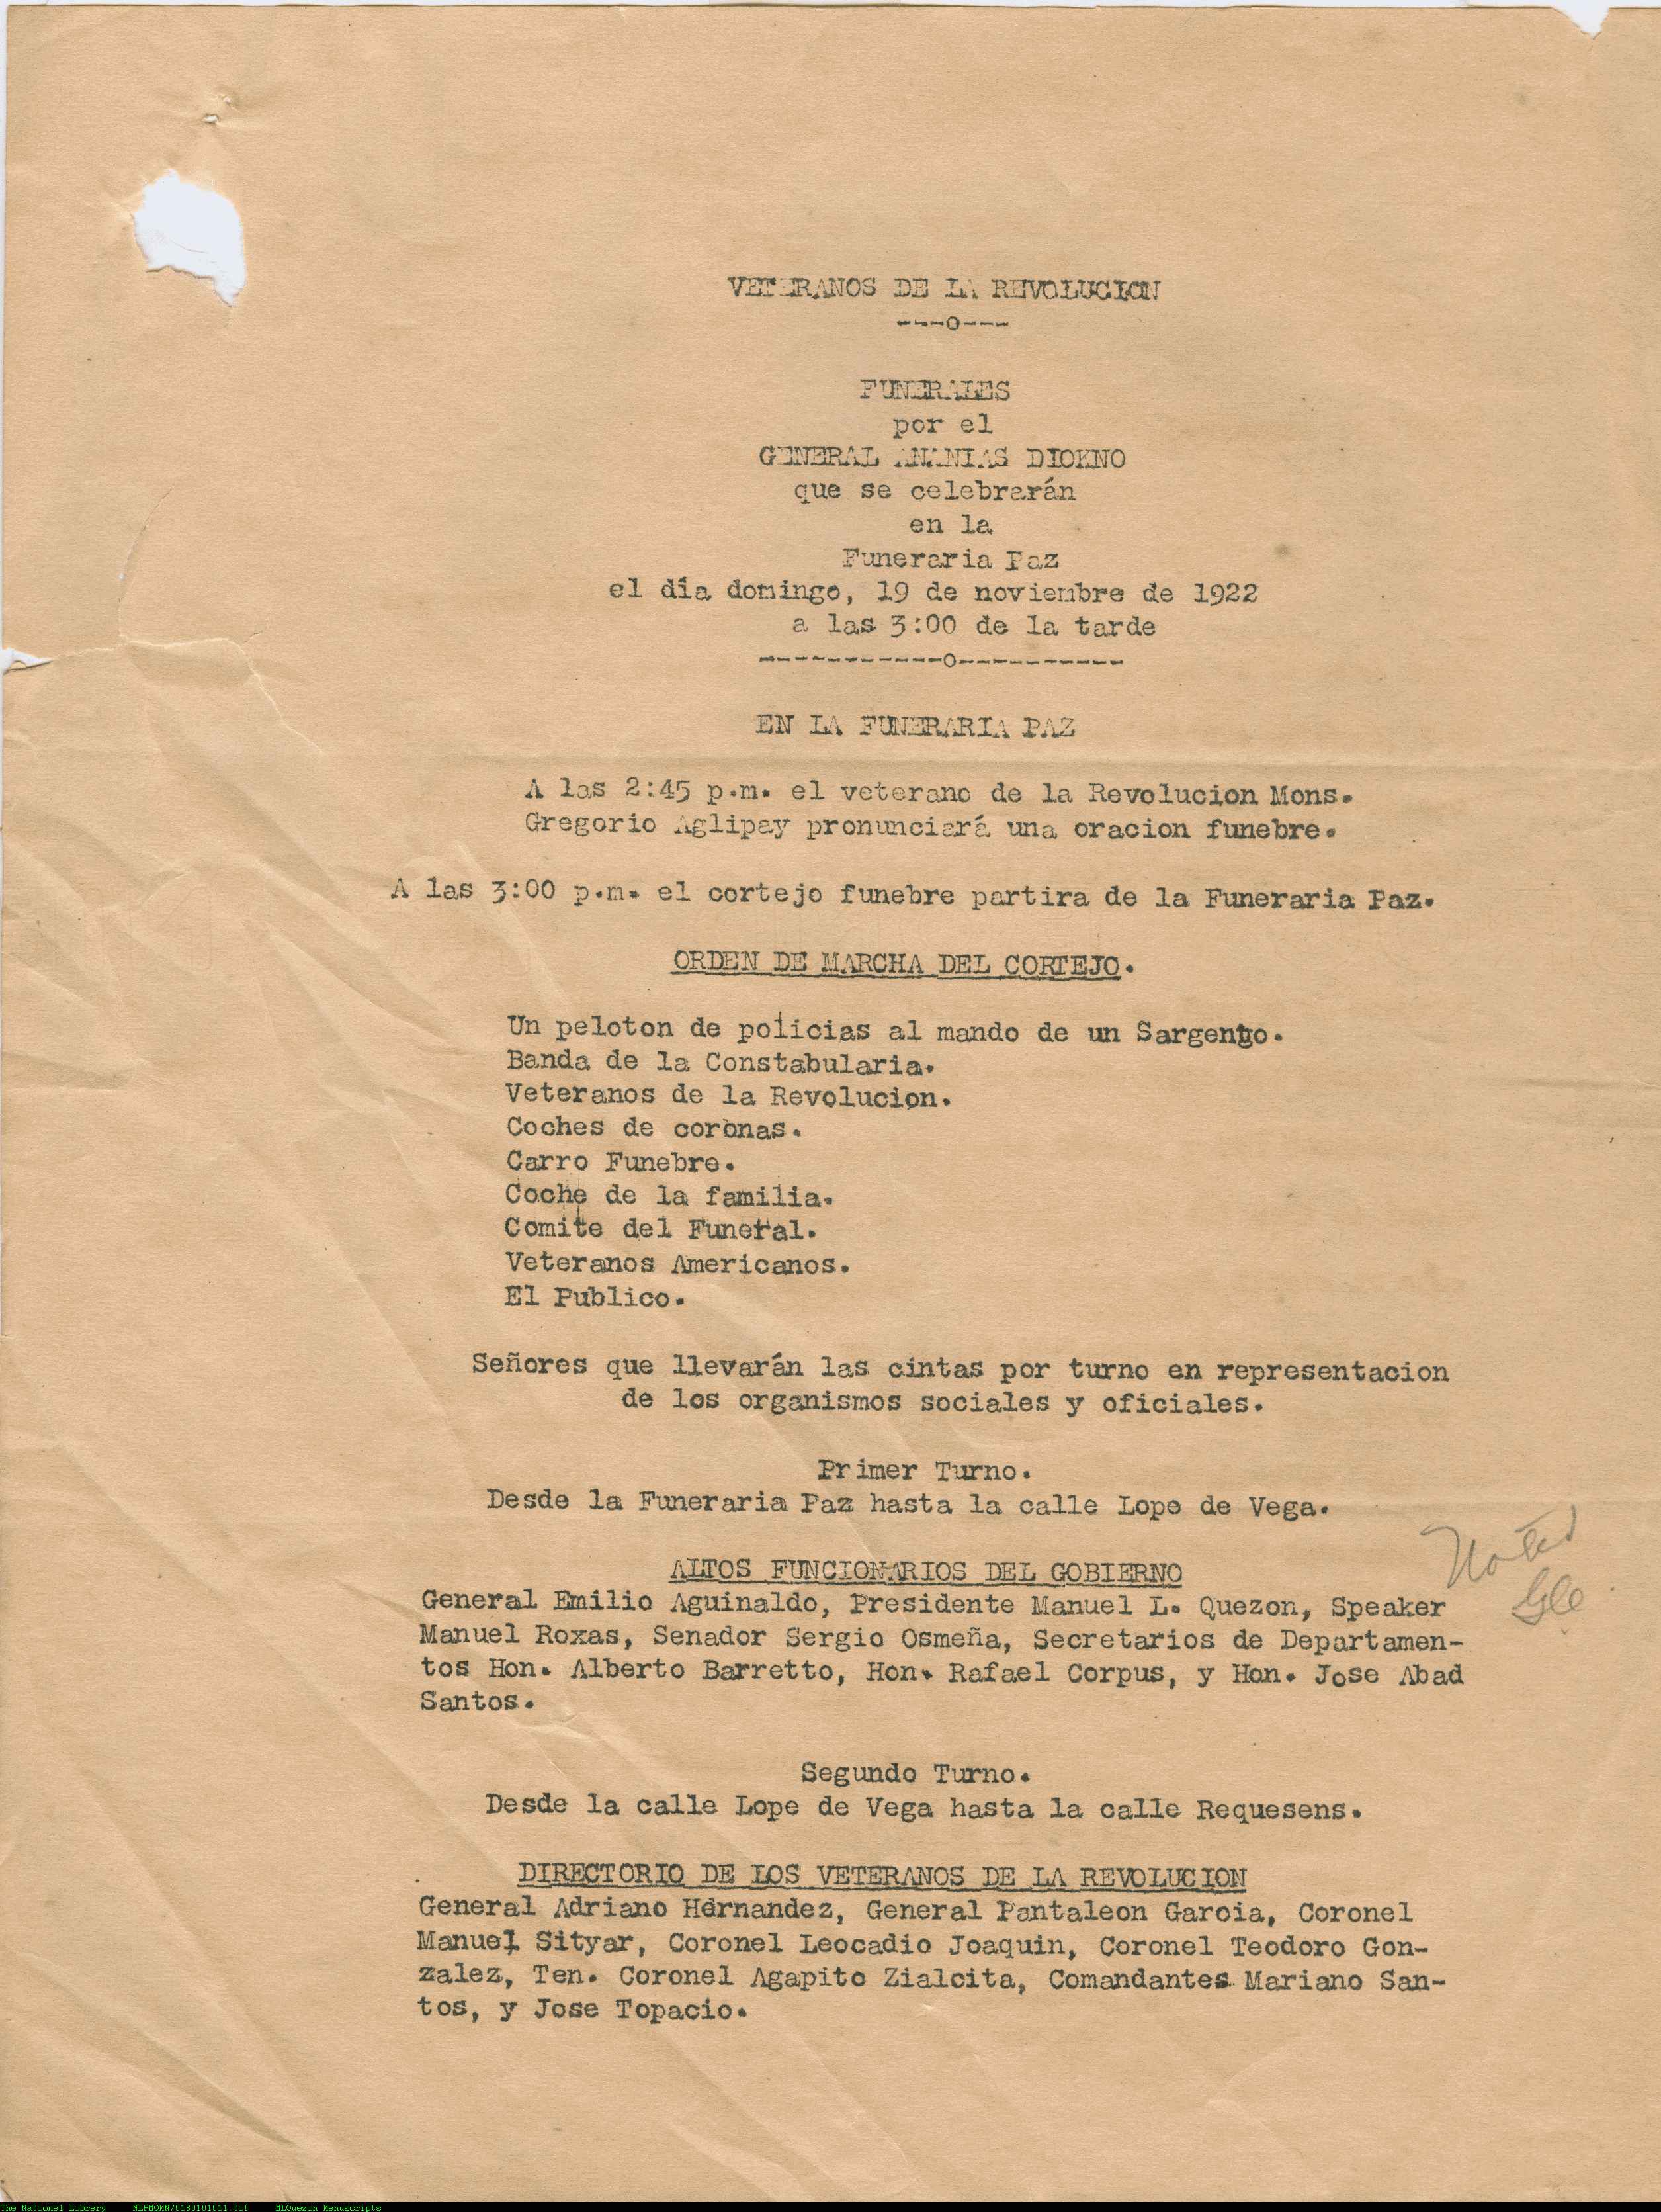 VETERANOS DE LA REVOLUCION
---o---
FUNERALES
por el
GENERAL ANANIAS DIOKNO
que se celebrarán
en la
Funeraria Paz
el día domingo, 19 de noviembre de 1922
a las 3:00 de la tarde
------------o------------
EN LA FUNERARIA PAZ
A las 2:45 p.m. el veterano de la Revolucion Mons.
Gregorio Aglipay pronunciará una oracion funebre.
A las 3:00 p.m. el cortejo funebre partira de la Funeraria Paz.
ORDEN DE MARCHA DEL CORTEJO.
Un peloton de policias al mando de un Sargento.
Banda de la Constabularia.
Veteranos de la Revolucion.
Coches de coronas.
Carro Funebre.
Coche de la familia.
Comite del Funeral.
Veteranos Americanos.
El Publico.
Señores que llevarán las cintas por turno en representacion
de los organismos sociales y oficiales.
Primer Turno.
Desde la Funeraria Paz hasta la calle Lope de Vega.
Noted
ALTOS FUNCIONARIOS DEL GOBIERNO
General Emilio Aguinaldo, Presidente Manuel L. Quezon, Speaker
Manuel Roxas, Senador Sergio Osmeña, Secretarios de Departamen-
tos Hon. Alberto Barretto, Hon. Rafael Corpus, y Hon. Jose Abad
Santos.
Segundo Turno.
Desde la calle Lope de Vega hasta la calle Requesens.
DIRECTORIO DE LOS VETERANOS DE LA REVOLUCION
General Adriano Hernandez, General Pantaleon Garcia, Coronel
Manuel Sityar, Coronel Leocadio Joaquin, Coronel Teodoro Gon-
zalez, Ten. Coronel Agapito Zialcita, Comandantes Mariano San-
tos, y Jose Topacio.
The National Library NLPMQMN70180101011.tif MLQuezon Manuscripts